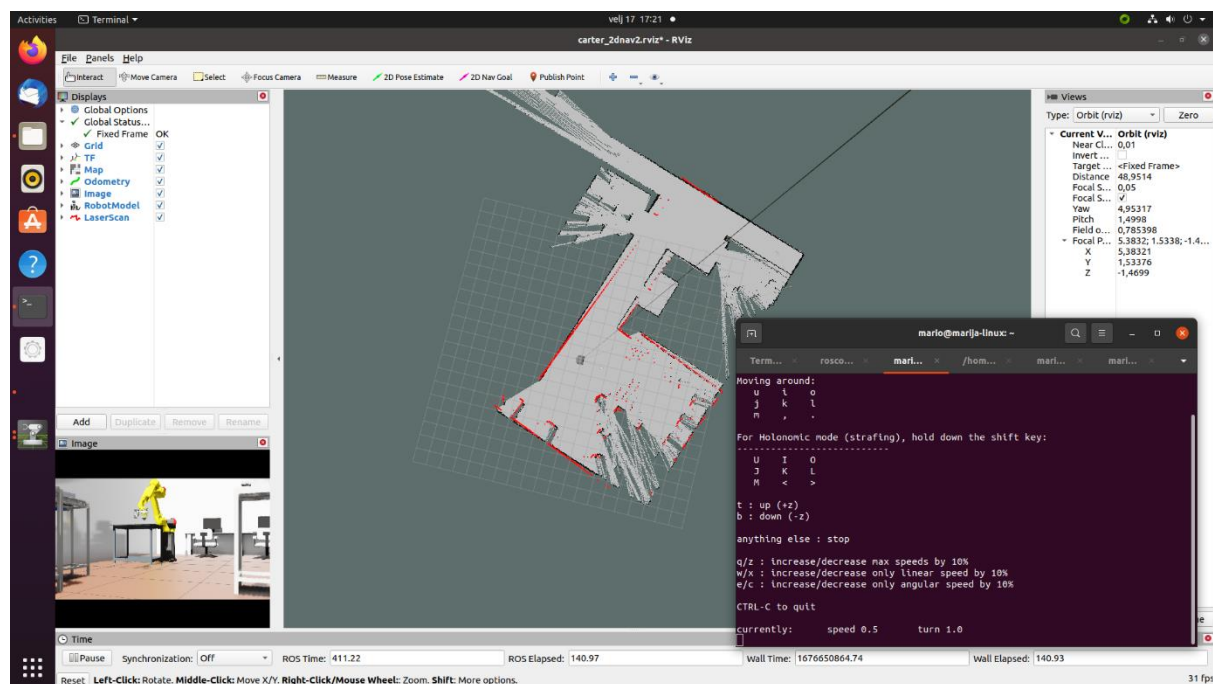 Activities Terminal velj 17 17:21
carter_2dnav2.rviz* - RViz
File Panels Help
Interact Move Camera Select Focus Camera Measure 2D Pose Estimate 2D Nav Goal Publish Point
Displays
Global Options
Global Status...
Fixed Frame OK
Grid
TF
Map
Odometry
Image
RobotModel
LaserScan
Add Duplicate Remove Rename
Image
Views
Type: Orbit (rviz) Zero
Current V... Orbit (rviz)
Near Cl... 0,01
Invert ...
Target ... <Fixed Frame>
Distance 48,9514
Focal S... 0,05
Focal S...
Yaw 4,95317
Pitch 1,4998
Field o... 0,785398
Focal P... 5.3832; 1.5338; -1.4...
X 5,38321
Y 1,53376
Z -1,4699
mario@marija-linux: ~
Term... rosco... mari... /hom... mari... mari...
Moving around:
u i o
j k l
m , .
For Holonomic mode (strafing), hold down the shift key:
---------------------------
U I O
J K L
M < >
t : up (+z)
b : down (-z)
anything else : stop
q/z : increase/decrease max speeds by 10%
w/x : increase/decrease only linear speed by 10%
e/c : increase/decrease only angular speed by 10%
CTRL-C to quit
currently: speed 0.5 turn 1.0
Time
Pause Synchronization: Off ROS Time: 411.22 ROS Elapsed: 140.97 Wall Time: 1676650864.74 Wall Elapsed: 140.93
Reset Left-Click: Rotate. Middle-Click: Move X/Y. Right-Click/Mouse Wheel:: Zoom. Shift: More options. 31 fps